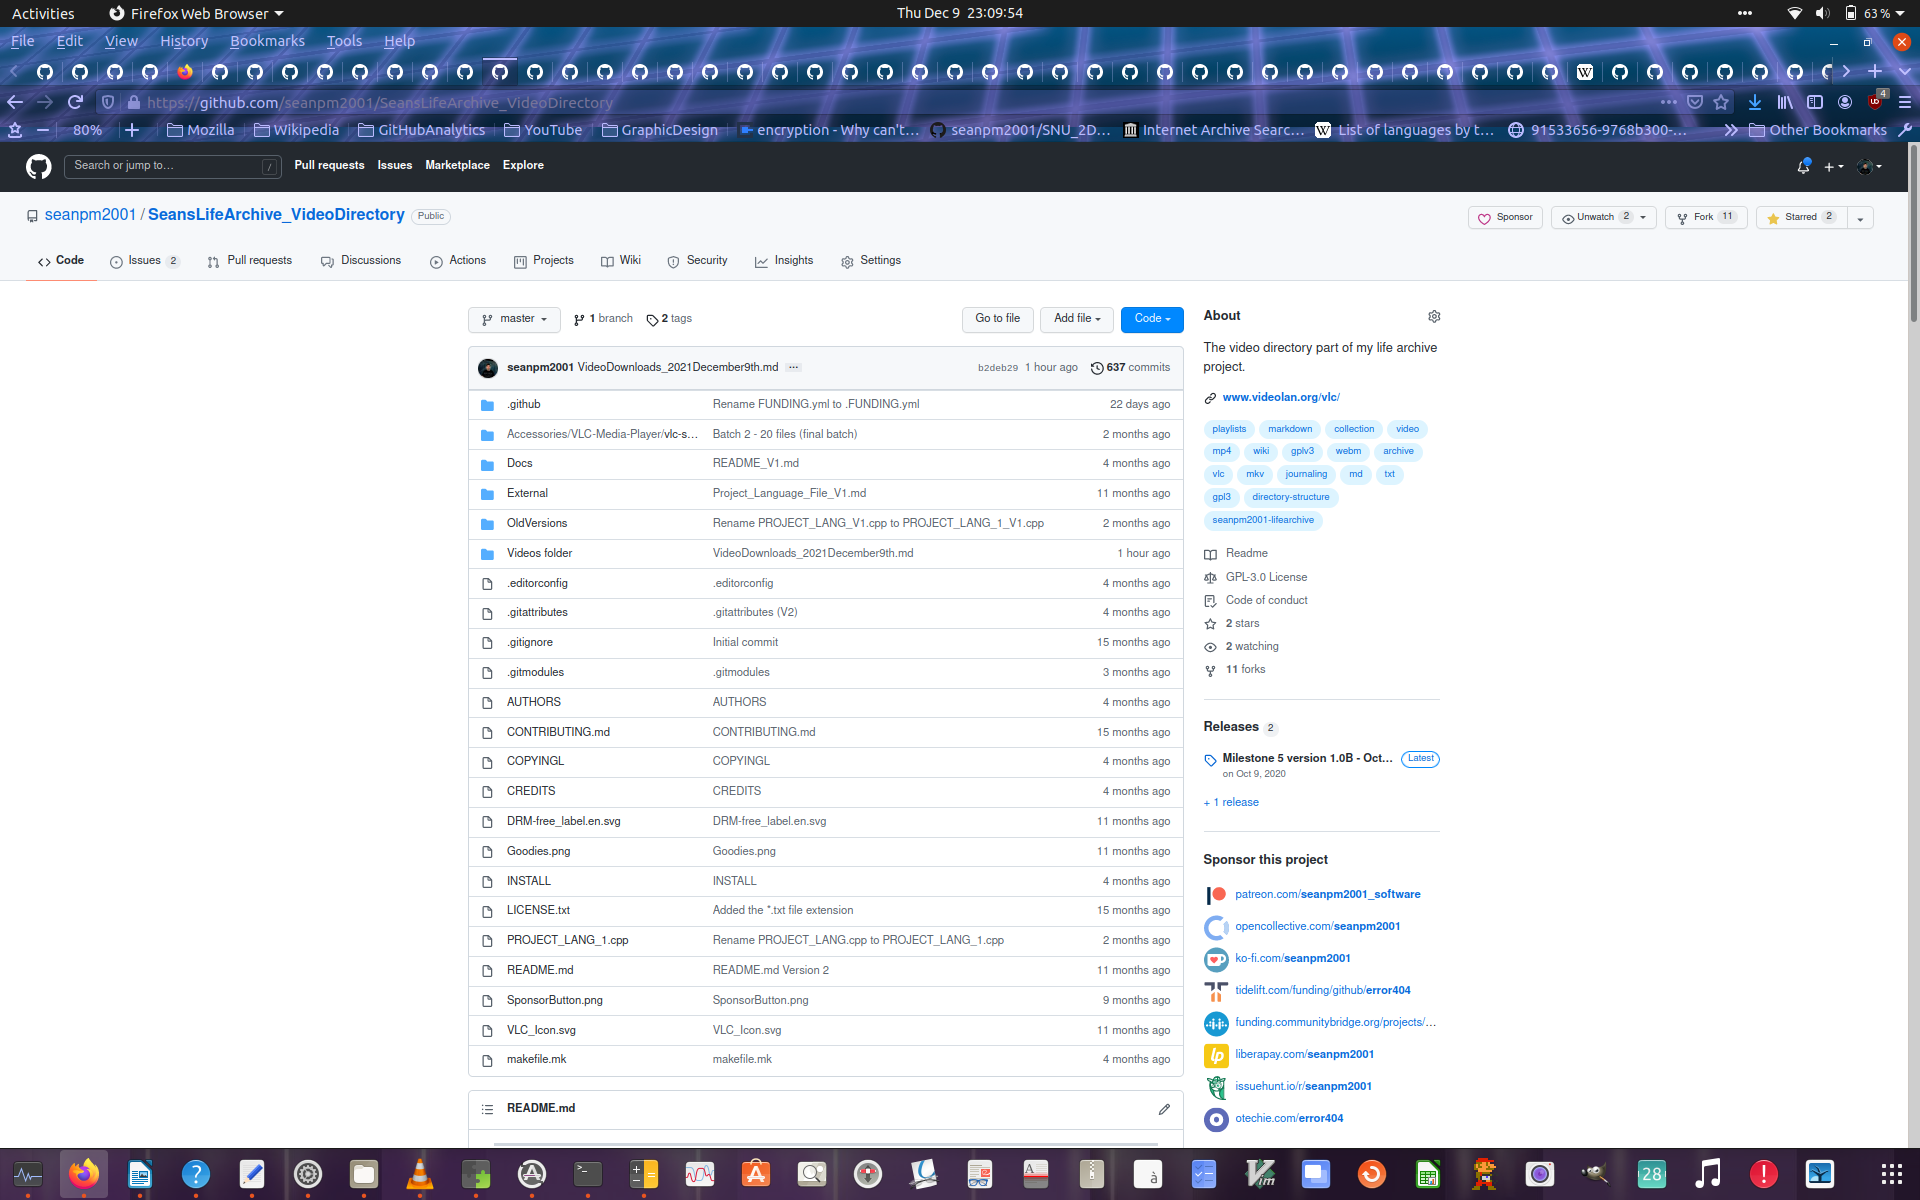 Activities
Firefox Web Browser
Thu Dec 9 23:09:54
63 %
File Edit View History Bookmarks Tools Help
https://github.com/seanpm2001/SeansLifeArchive_VideoDirectory
4
80%
Mozilla
Wikipedia
GitHubAnalytics
YouTube
GraphicDesign
encryption - Why can't…
seanpm2001/SNU_2D…
Internet Archive Searc…
List of languages by t…
91533656-9768b300-…
Other Bookmarks
Search or jump to…
/
Pull requests
Issues
Marketplace
Explore
seanpm2001 / SeansLifeArchive_VideoDirectory
Public
Sponsor
Unwatch 2
Fork 11
Starred 2
Code
Issues 2
Pull requests
Discussions
Actions
Projects
Wiki
Security
Insights
Settings
master
1 branch
2 tags
Go to file
Add file
Code
seanpm2001 VideoDownloads_2021December9th.md ...
b2deb29 1 hour ago
637 commits
.github Rename FUNDING.yml to .FUNDING.yml 22 days ago
Accessories/VLC-Media-Player/vlc-s… Batch 2 - 20 files (final batch) 2 months ago
Docs README_V1.md 4 months ago
External Project_Language_File_V1.md 11 months ago
OldVersions Rename PROJECT_LANG_V1.cpp to PROJECT_LANG_1_V1.cpp 2 months ago
Videos folder VideoDownloads_2021December9th.md 1 hour ago
.editorconfig .editorconfig 4 months ago
.gitattributes .gitattributes (V2) 4 months ago
.gitignore Initial commit 15 months ago
.gitmodules .gitmodules 3 months ago
AUTHORS AUTHORS 4 months ago
CONTRIBUTING.md CONTRIBUTING.md 15 months ago
COPYINGL COPYINGL 4 months ago
CREDITS CREDITS 4 months ago
DRM-free_label.en.svg DRM-free_label.en.svg 11 months ago
Goodies.png Goodies.png 11 months ago
INSTALL INSTALL 4 months ago
LICENSE.txt Added the *.txt file extension 15 months ago
PROJECT_LANG_1.cpp Rename PROJECT_LANG.cpp to PROJECT_LANG_1.cpp 2 months ago
README.md README.md Version 2 11 months ago
SponsorButton.png SponsorButton.png 9 months ago
VLC_Icon.svg VLC_Icon.svg 11 months ago
makefile.mk makefile.mk 4 months ago
README.md
About
The video directory part of my life archive
project.
www.videolan.org/vlc/
playlists markdown collection video
mp4 wiki gplv3 webm archive
vlc mkv journaling md txt
gpl3 directory-structure
seanpm2001-lifearchive
Readme
GPL-3.0 License
Code of conduct
2 stars
2 watching
11 forks
Releases 2
Milestone 5 version 1.0B - Oct… Latest
on Oct 9, 2020
+ 1 release
Sponsor this project
patreon.com/seanpm2001_software
opencollective.com/seanpm2001
ko-fi.com/seanpm2001
tidelift.com/funding/github/error404
funding.communitybridge.org/projects/…
liberapay.com/seanpm2001
issuehunt.io/r/seanpm2001
otechie.com/error404
28